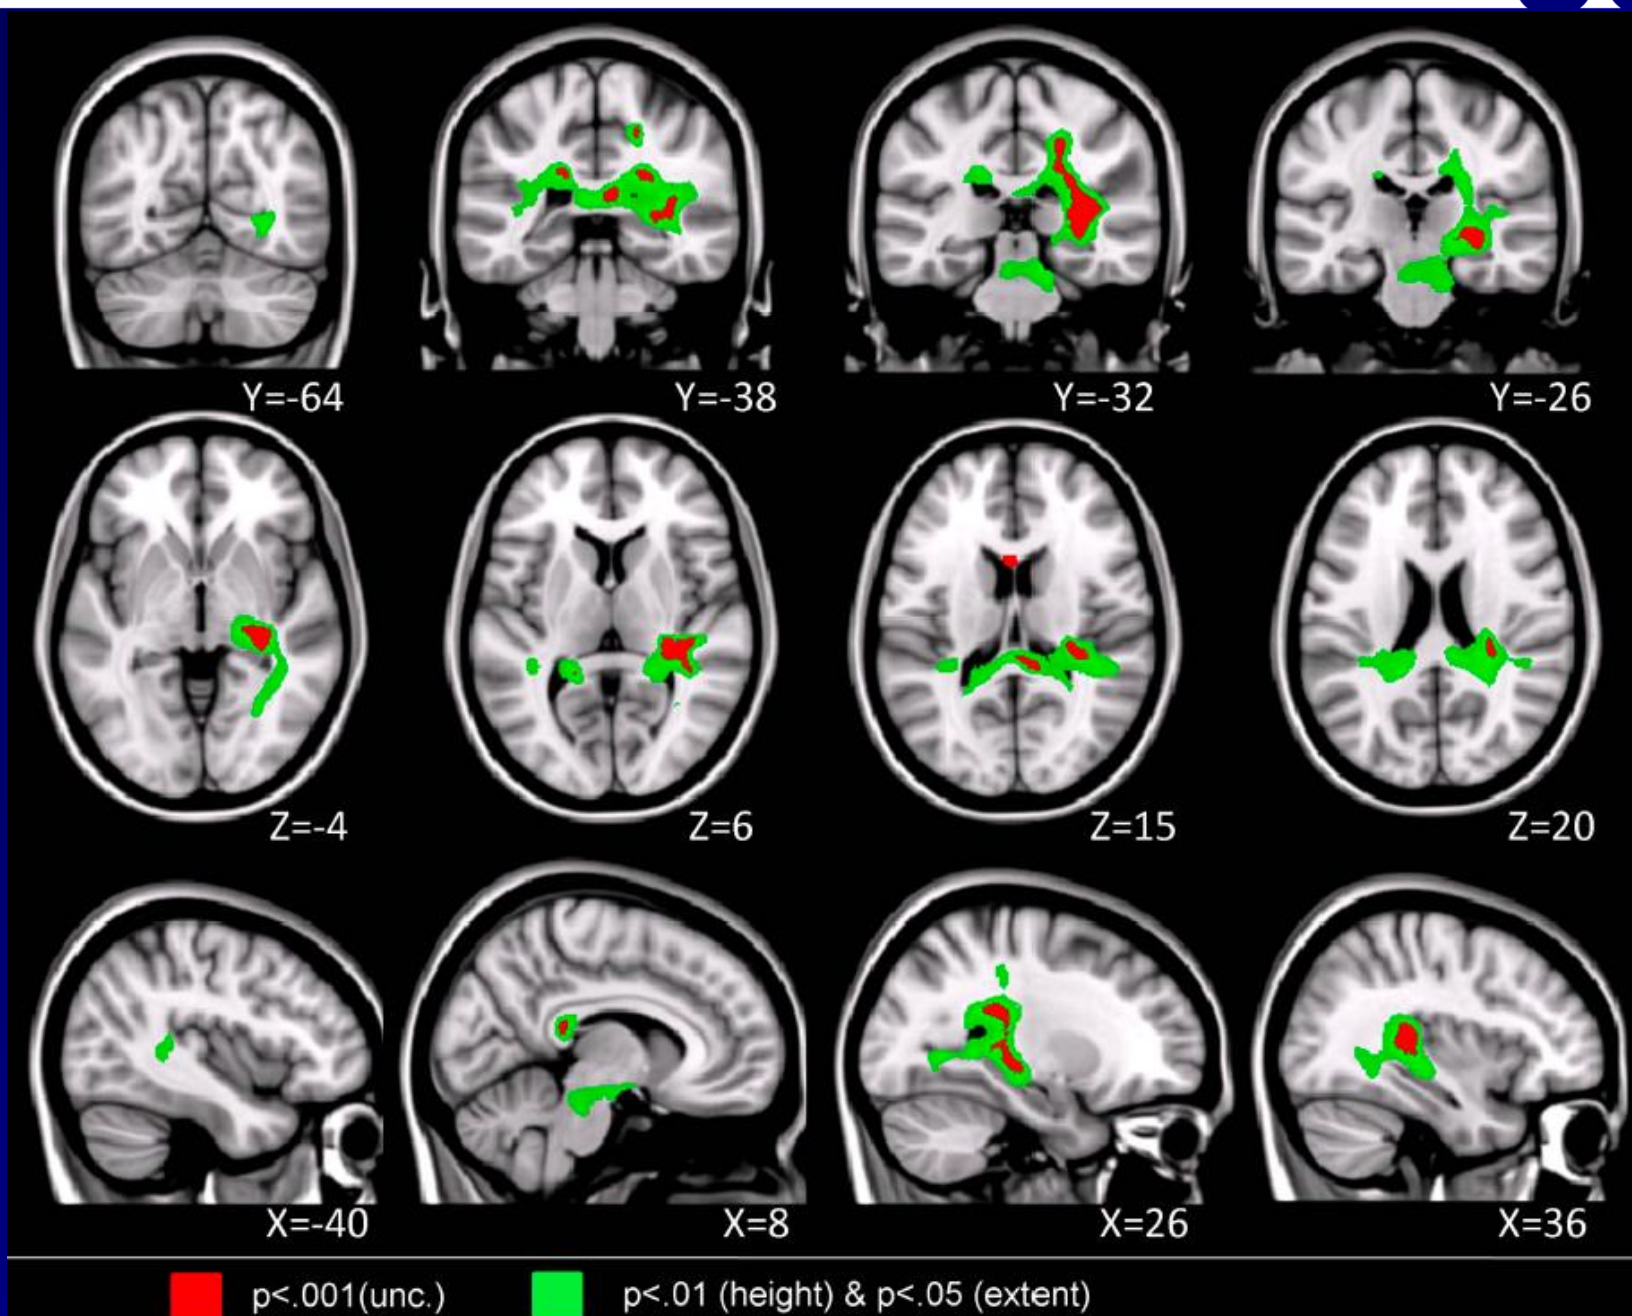 Y=-64 Y=-38 Y=-32 Y=-26
Z=-4 Z=6 Z=15 Z=20
X=-40 X=8 X=26 X=36
p<.001(unc.) p<.01 (height) & p<.05 (extent)